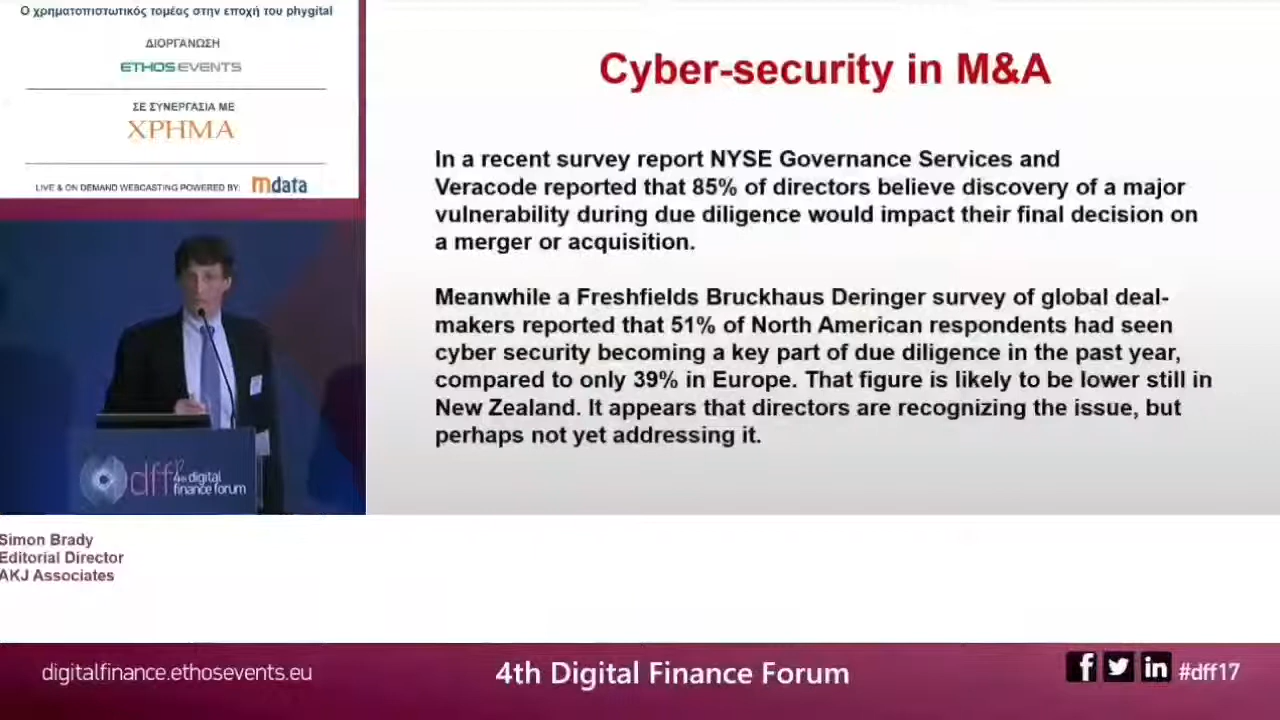 Ο χρηματοπιστωτικός τομέας στην εποχή του phygital
ΔΙΟΡΓΑΝΩΣΗ
ETHOS EVENTS
ΣΕ ΣΥΝΕΡΓΑΣΙΑ ΜΕ
ΧΡΗΜΑ
LIVE & ON DEMAND WEBCASTING POWERED BY: mdata
Cyber-security in M&A
In a recent survey report NYSE Governance Services and
Veracode reported that 85% of directors believe discovery of a major
vulnerability during due diligence would impact their final decision on
a merger or acquisition.
Meanwhile a Freshfields Bruckhaus Deringer survey of global deal-
makers reported that 51% of North American respondents had seen
cyber security becoming a key part of due diligence in the past year,
compared to only 39% in Europe. That figure is likely to be lower still in
New Zealand. It appears that directors are recognizing the issue, but
perhaps not yet addressing it.
dff
4th digital
finance forum
Simon Brady
Editorial Director
AKJ Associates
digitalfinance.ethosevents.eu
4th Digital Finance Forum
#dff17